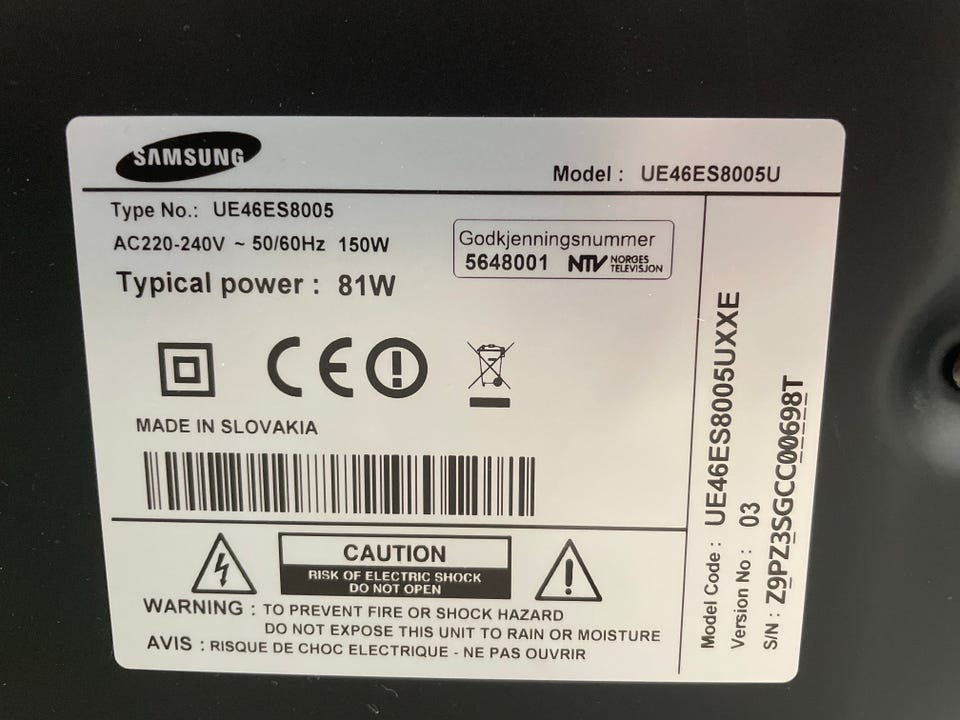 SAMSUNG
Model : UE46ES8005U
Type No.: UE46ES8005
AC220-240V ~ 50/60Hz 150W
Typical power : 81W
Godkjenningsnummer
5648001 NTV NORGES TELEVISJON
CE
MADE IN SLOVAKIA
CAUTION
RISK OF ELECTRIC SHOCK
DO NOT OPEN
WARNING : TO PREVENT FIRE OR SHOCK HAZARD
DO NOT EXPOSE THIS UNIT TO RAIN OR MOISTURE
AVIS : RISQUE DE CHOC ELECTRIQUE - NE PAS OUVRIR
Model Code : UE46ES8005UXXE
Version No : 03
S/N : Z9PZ3SGCC00698T